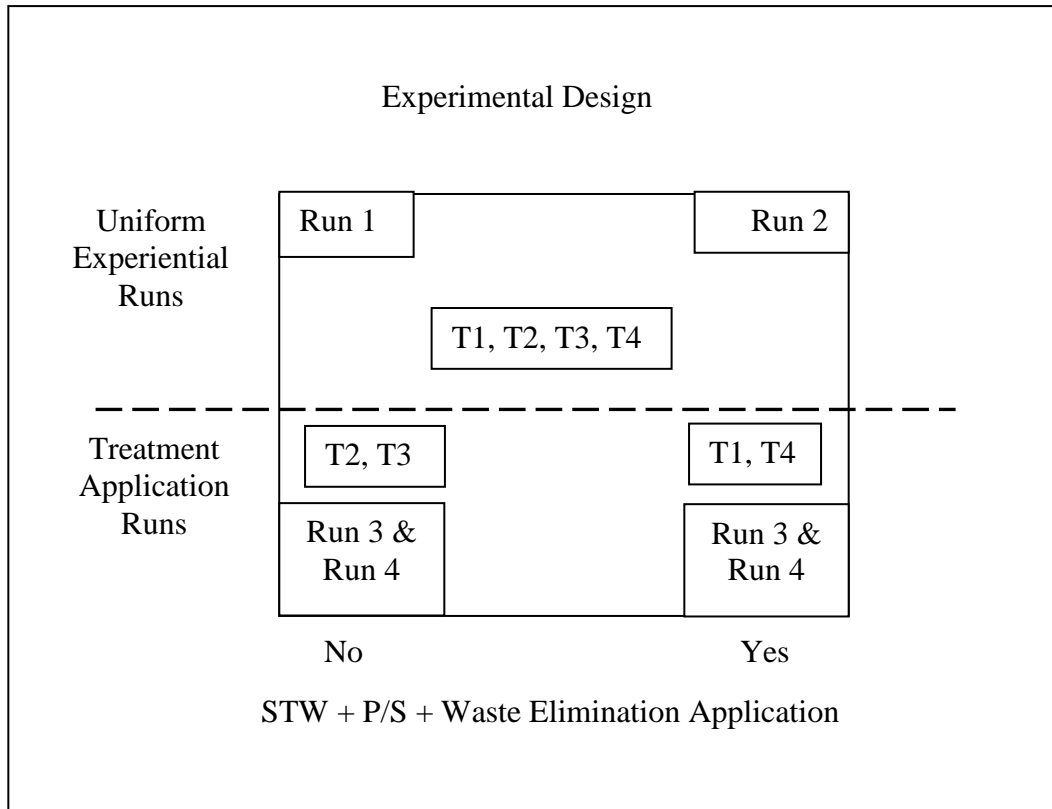 Experimental Design
Uniform
Experiential
Runs
Run 1
Run 2
T1, T2, T3, T4
Treatment
Application
Runs
T2, T3
T1, T4
Run 3 &
Run 4
Run 3 &
Run 4
No
Yes
STW + P/S + Waste Elimination Application